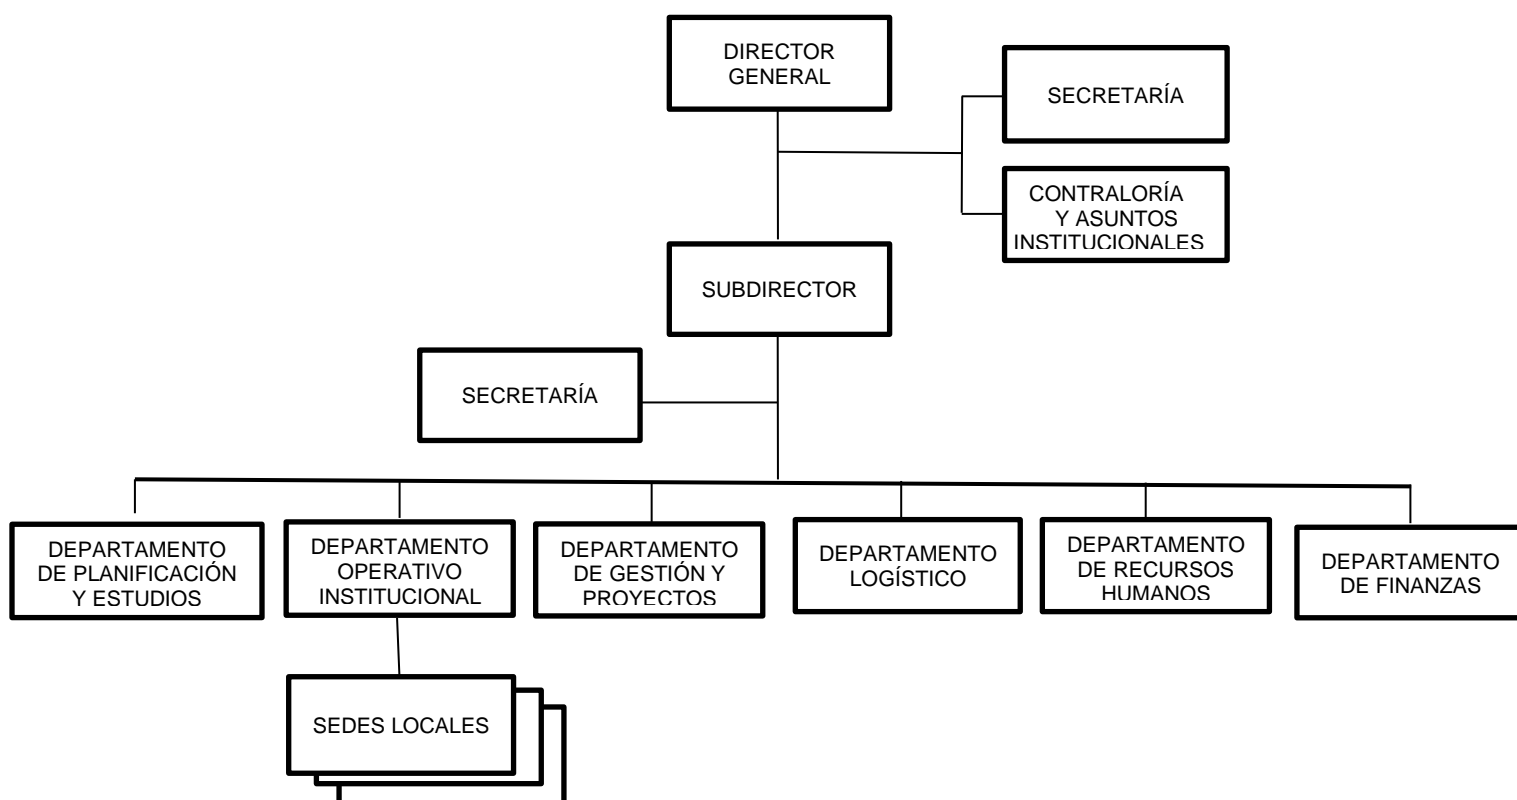 DIRECTOR
GENERAL
SECRETARÍA
CONTRALORÍA
Y ASUNTOS
INSTITUCIONALES
SUBDIRECTOR
SECRETARÍA
DEPARTAMENTO
DE PLANIFICACIÓN
Y ESTUDIOS
DEPARTAMENTO
OPERATIVO
INSTITUCIONAL
DEPARTAMENTO
DE GESTIÓN Y
PROYECTOS
DEPARTAMENTO
LOGÍSTICO
DEPARTAMENTO
DE RECURSOS
HUMANOS
DEPARTAMENTO
DE FINANZAS
SEDES LOCALES